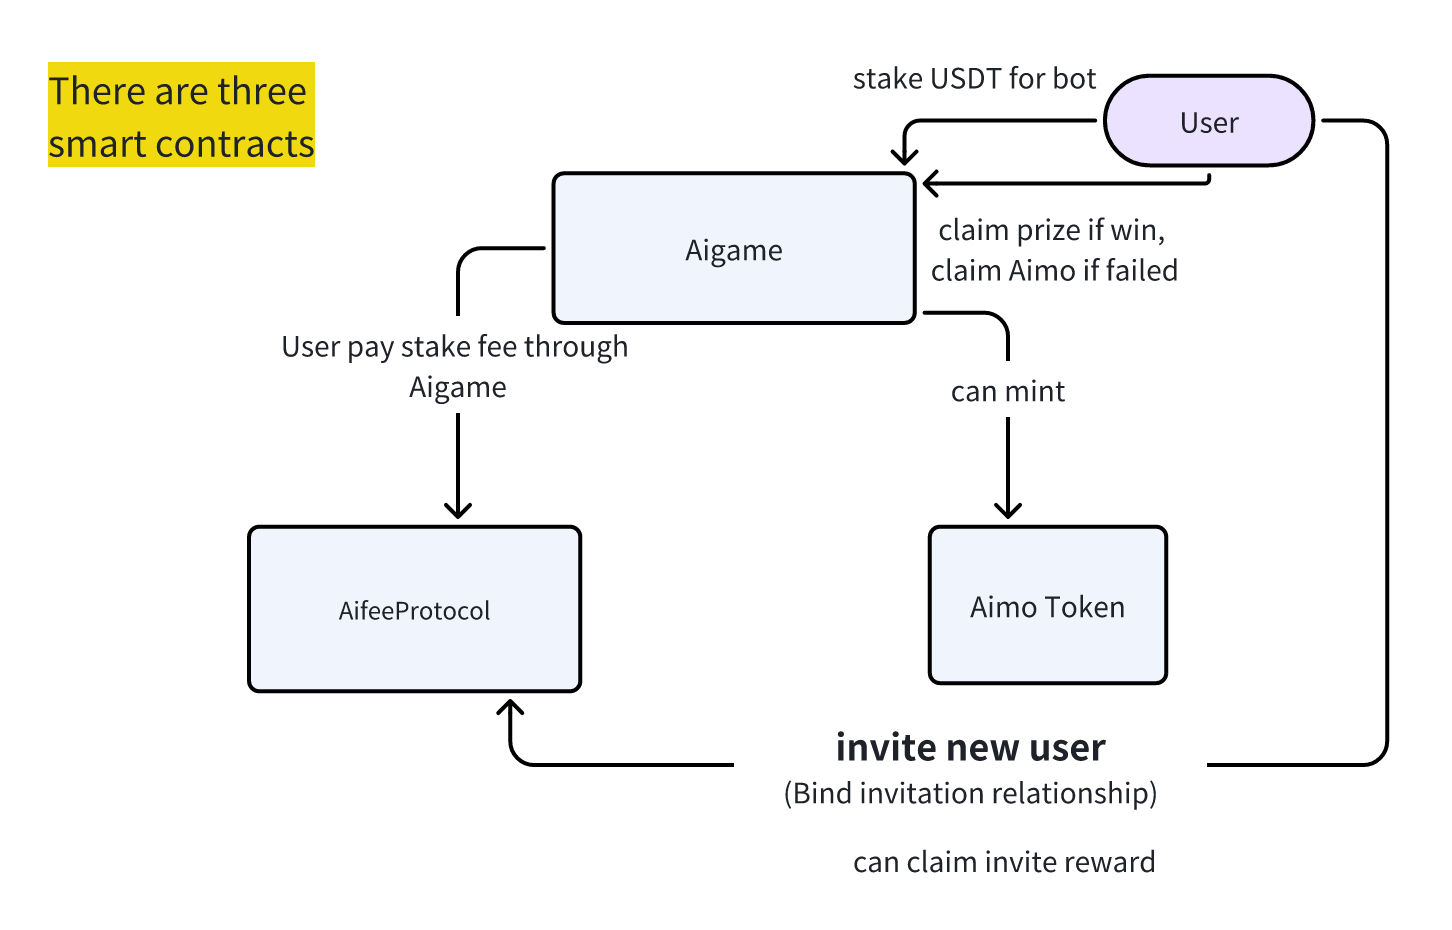 There are three
smart contracts
stake USDT for bot
User
Aigame
claim prize if win,
claim Aimo if failed
User pay stake fee through
Aigame
can mint
AifeeProtocol
Aimo Token
invite new user
(Bind invitation relationship)
can claim invite reward